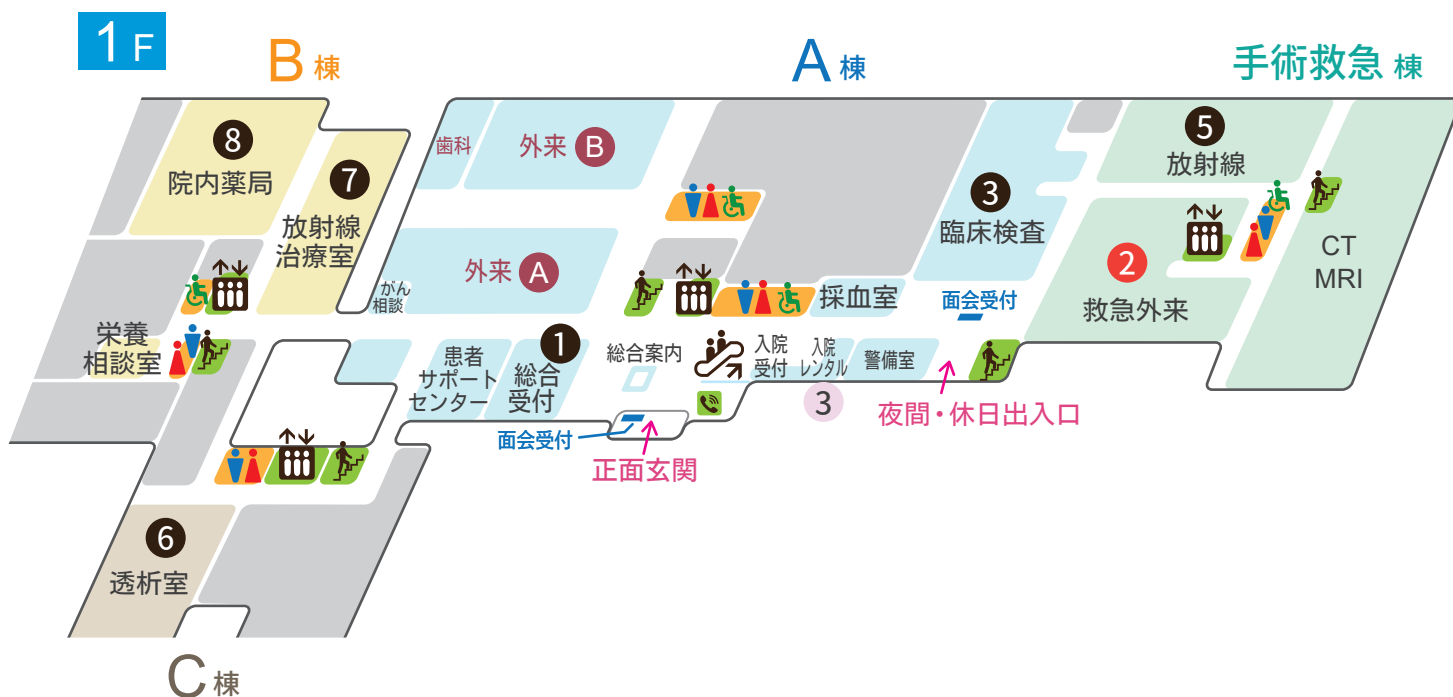 1F
B棟
A棟
手術救急 棟
8
院内薬局
7
放射線
治療室
歯科
外来 B
外来 A
がん
相談
3
臨床検査
5
放射線
2
救急外来
CT
MRI
採血室
面会受付
栄養
相談室
患者
サポート
センター
1
総合
受付
総合案内
入院
受付
入院
レンタル
警備室
3
夜間・休日出入口
面会受付
正面玄関
6
透析室
C棟